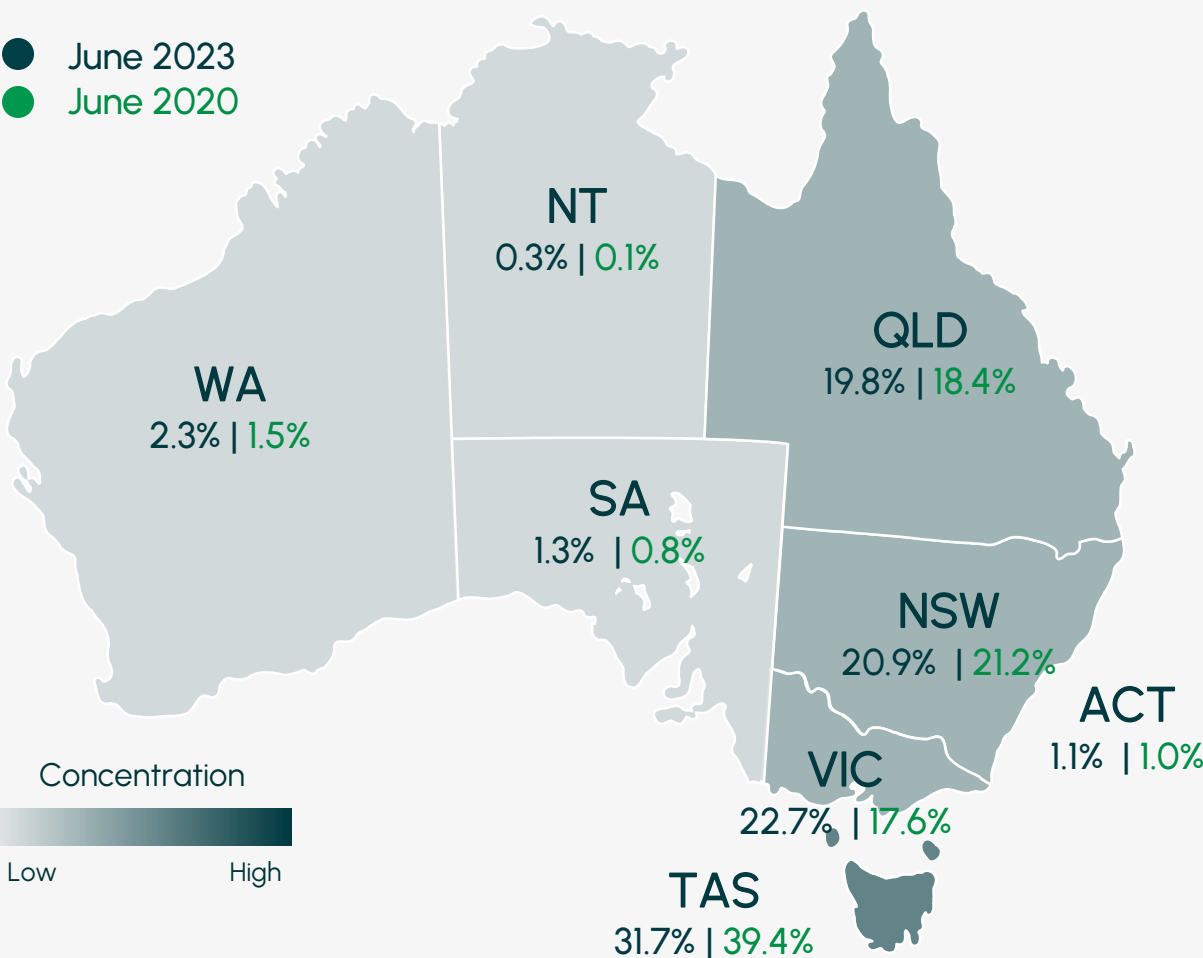 June 2023
June 2020
NT
0.3% | 0.1%
QLD
19.8% | 18.4%
WA
2.3% | 1.5%
SA
1.3% | 0.8%
NSW
20.9% | 21.2%
ACT
1.1% | 1.0%
VIC
22.7% | 17.6%
Concentration
Low High
TAS
31.7% | 39.4%